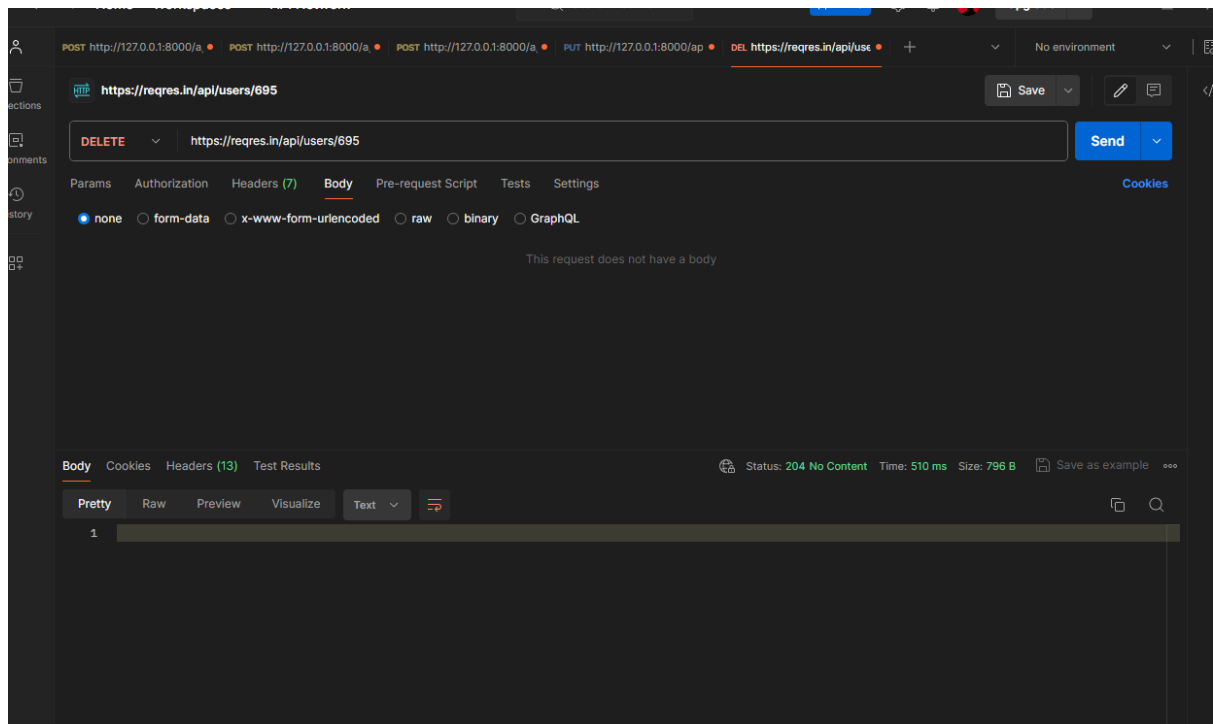 POST http://127.0.0.1:8000/a POST http://127.0.0.1:8000/a POST http://127.0.0.1:8000/a PUT http://127.0.0.1:8000/ap DEL https://reqres.in/api/use No environment
HTTP https://reqres.in/api/users/695 Save
ections
DELETE https://reqres.in/api/users/695 Send
onments
Params Authorization Headers (7) Body Pre-request Script Tests Settings Cookies
story
none form-data x-www-form-urlencoded raw binary GraphQL
This request does not have a body
Body Cookies Headers (13) Test Results Status: 204 No Content Time: 510 ms Size: 796 B Save as example
Pretty Raw Preview Visualize Text
1